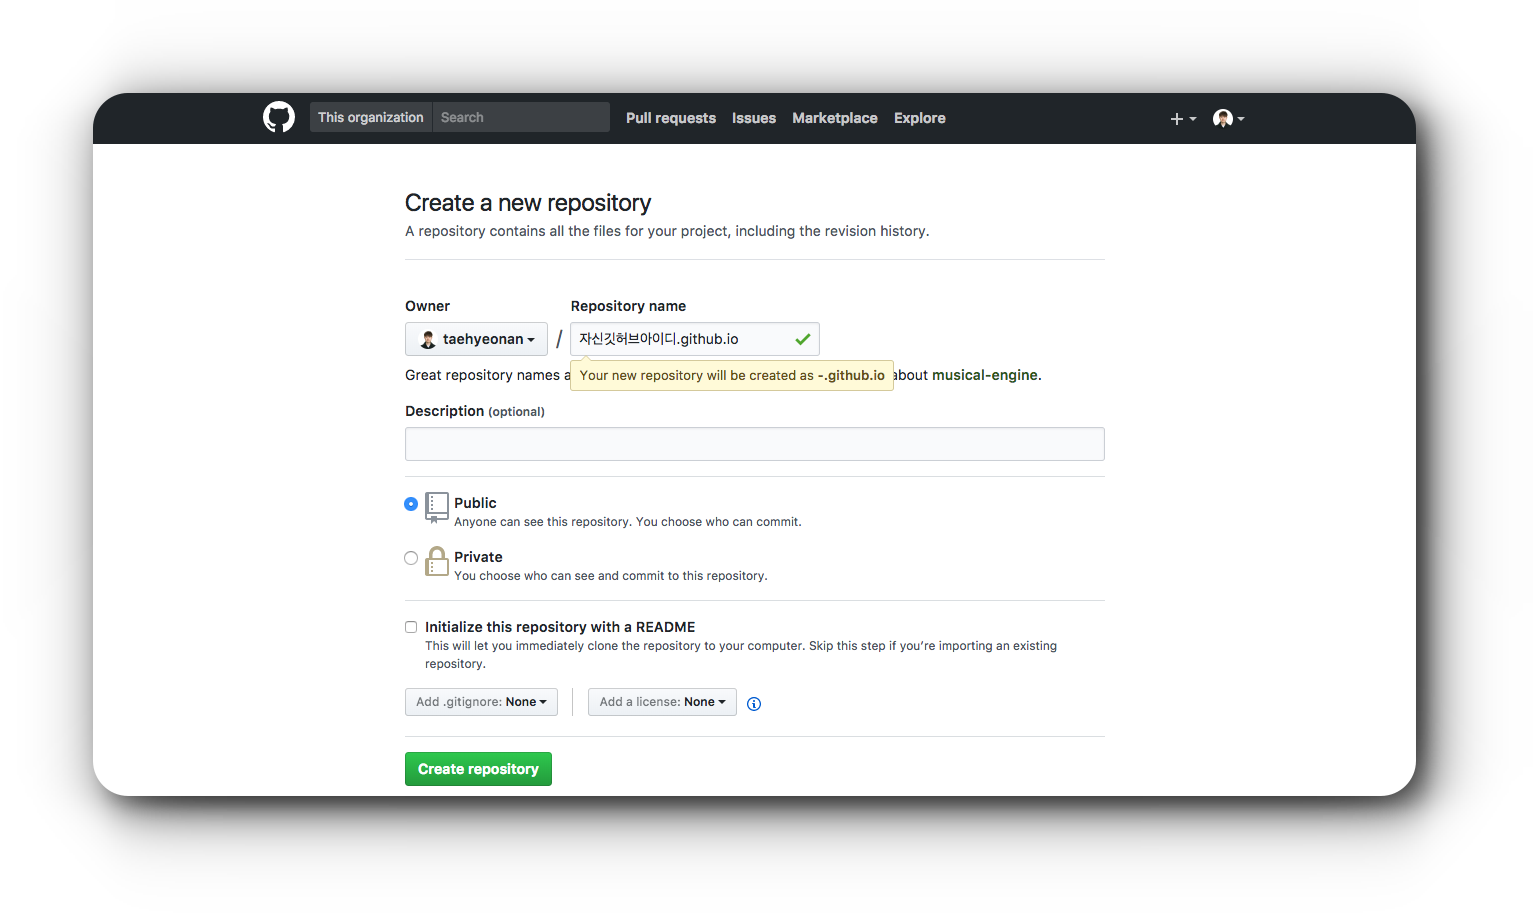 This organization Search Pull requests Issues Marketplace Explore
Create a new repository
A repository contains all the files for your project, including the revision history.
Owner Repository name
taehyeonan / 자신깃허브아이디.github.io
Great repository names a Your new repository will be created as -.github.io about musical-engine.
Description (optional)
Public
Anyone can see this repository. You choose who can commit.
Private
You choose who can see and commit to this repository.
Initialize this repository with a README
This will let you immediately clone the repository to your computer. Skip this step if you’re importing an existing
repository.
Add .gitignore: None Add a license: None
Create repository